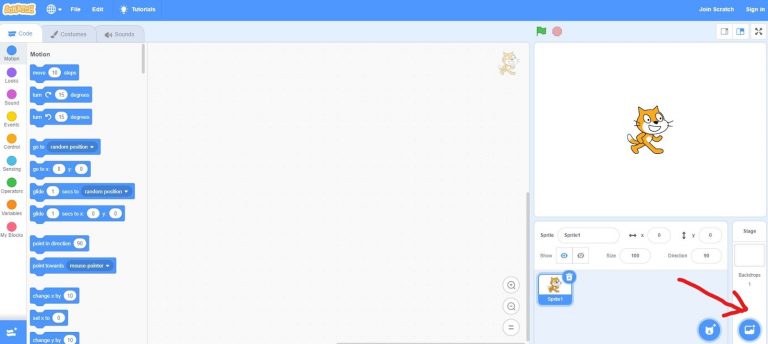 SCRATCH
File
Edit
Tutorials
Join Scratch
Sign in
Code
Costumes
Sounds
Motion
Looks
Sound
Events
Control
Sensing
Operators
Variables
My Blocks
Motion
move 10 steps
turn 15 degrees
turn 15 degrees
go to random position
go to x: 0 y: 0
glide 1 secs to random position
glide 1 secs to x: 0 y: 0
point in direction 90
point towards mouse-pointer
change x by 10
set x to 0
change y by 10
Sprite
Sprite1
x
0
y
0
Show
Size
100
Direction
90
Sprite1
Stage
Backdrops
1